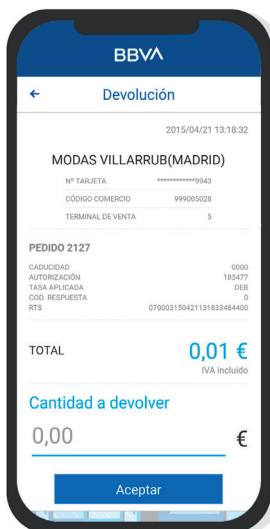 BBVA
Devolución
2015/04/21 13:18:32
MODAS VILLARRUB(MADRID)
Nº TARJETA ************9943
CÓDIGO COMERCIO 999005028
TERMINAL DE VENTA 5
PEDIDO 2127
CADUCIDAD 0000
AUTORIZACIÓN 183477
TASA APLICADA DEB
COD. RESPUESTA 0
RTS 070003150421131833484400
TOTAL 0,01 €
IVA incluido
Cantidad a devolver
0,00 €
Aceptar